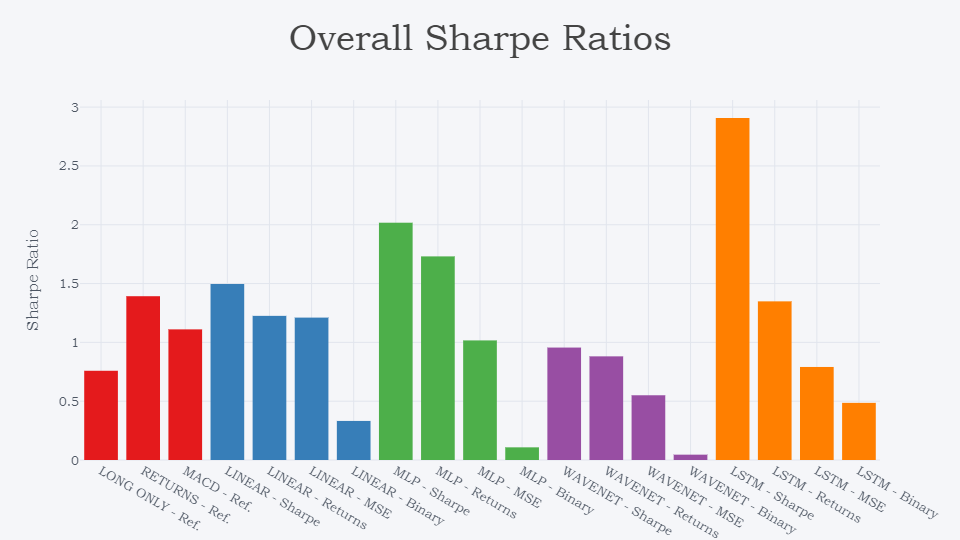 Overall Sharpe Ratios
Sharpe Ratio
3
2.5
2
1.5
1
0.5
0
LONG ONLY - Ref.
RETURNS - Ref.
MACD - Ref.
LINEAR - Sharpe
LINEAR - Returns
LINEAR - MSE
LINEAR - Binary
MLP - Sharpe
MLP - Returns
MLP - MSE
MLP - Binary
WAVENET - Sharpe
WAVENET - Returns
WAVENET - MSE
WAVENET - Binary
LSTM - Sharpe
LSTM - Returns
LSTM - MSE
LSTM - Binary